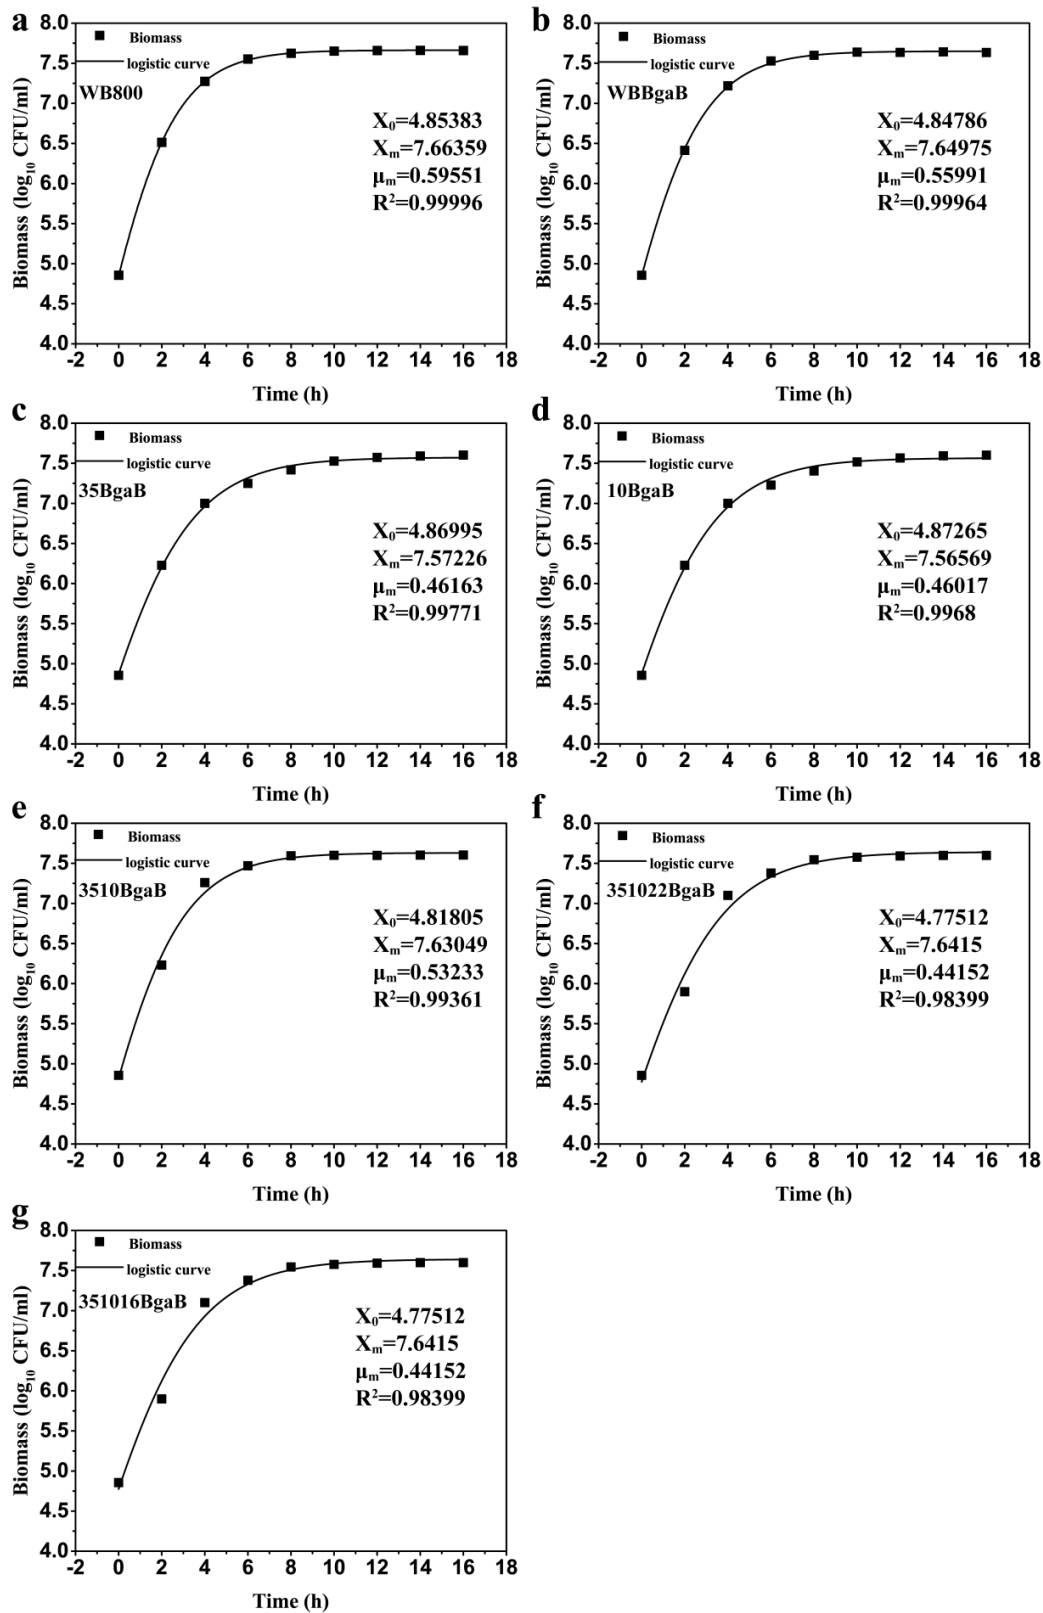 a
8.0
7.5
7.0
6.5
6.0
5.5
5.0
4.5
4.0
Biomass (log10 CFU/ml)
Biomass
logistic curve
WB800
X0=4.85383
Xm=7.66359
μm=0.59551
R2=0.99996
-2 0 2 4 6 8 10 12 14 16 18
Time (h)
b
8.0
7.5
7.0
6.5
6.0
5.5
5.0
4.5
4.0
Biomass (log10 CFU/ml)
Biomass
logistic curve
WBBgaB
X0=4.84786
Xm=7.64975
μm=0.55991
R2=0.99964
-2 0 2 4 6 8 10 12 14 16 18
Time (h)
c
8.0
7.5
7.0
6.5
6.0
5.5
5.0
4.5
4.0
Biomass (log10 CFU/ml)
Biomass
logistic curve
35BgaB
X0=4.86995
Xm=7.57226
μm=0.46163
R2=0.99771
-2 0 2 4 6 8 10 12 14 16 18
Time (h)
d
8.0
7.5
7.0
6.5
6.0
5.5
5.0
4.5
4.0
Biomass (log10 CFU/ml)
Biomass
logistic curve
10BgaB
X0=4.87265
Xm=7.56569
μm=0.46017
R2=0.9968
-2 0 2 4 6 8 10 12 14 16 18
Time (h)
e
8.0
7.5
7.0
6.5
6.0
5.5
5.0
4.5
4.0
Biomass (log10 CFU/ml)
Biomass
logistic curve
3510BgaB
X0=4.81805
Xm=7.63049
μm=0.53233
R2=0.99361
-2 0 2 4 6 8 10 12 14 16 18
Time (h)
f
8.0
7.5
7.0
6.5
6.0
5.5
5.0
4.5
4.0
Biomass (log10 CFU/ml)
Biomass
logistic curve
351022BgaB
X0=4.77512
Xm=7.6415
μm=0.44152
R2=0.98399
-2 0 2 4 6 8 10 12 14 16 18
Time (h)
g
8.0
7.5
7.0
6.5
6.0
5.5
5.0
4.5
4.0
Biomass (log10 CFU/ml)
Biomass
logistic curve
351016BgaB
X0=4.77512
Xm=7.6415
μm=0.44152
R2=0.98399
-2 0 2 4 6 8 10 12 14 16 18
Time (h)